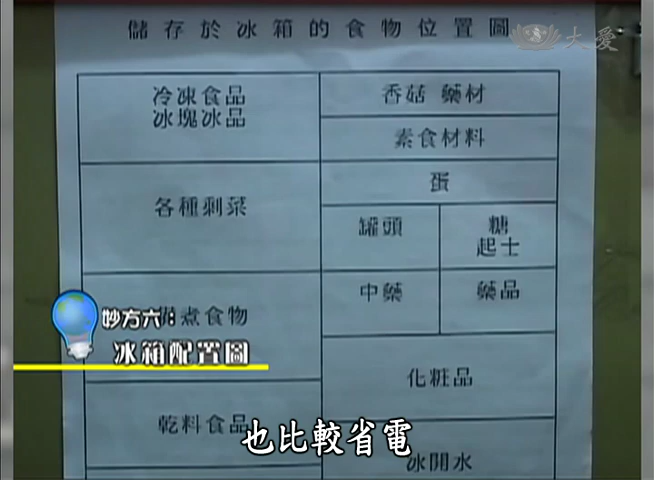 儲存於冰箱的食物位置圖
大愛
冷凍食品
冰塊冰品
香菇 藥材
素食材料
蛋
各種剩菜
罐頭
糖
起士
中藥
藥品
煮食物
妙方六：
冰箱配置圖
化粧品
乾料食品
冰開水
也比較省電